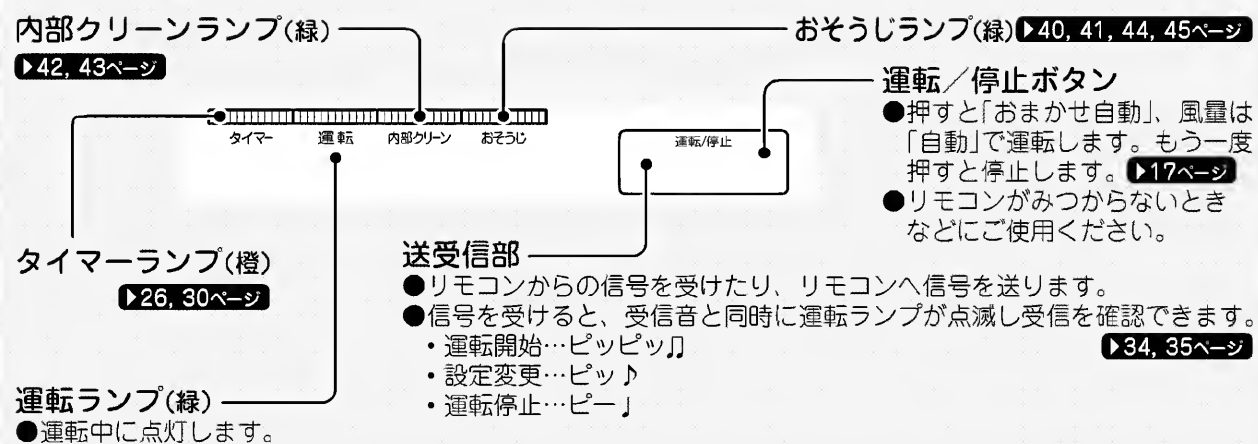 内部クリーンランプ(緑)
▶42, 43ページ
おそうじランプ(緑)▶40, 41, 44, 45ページ
タイマー 運転 内部クリーン おそうじ
運転/停止
運転／停止ボタン
●押すと「おまかせ自動」、風量は
「自動」で運転します。もう一度
押すと停止します。▶17ページ
●リモコンがみつからないとき
などにご使用ください。
タイマーランプ(橙)
▶26, 30ページ
送受信部
●リモコンからの信号を受けたり、リモコンへ信号を送ります。
●信号を受けると、受信音と同時に運転ランプが点滅し受信を確認できます。
▶34, 35ページ
・運転開始…ピッピッ♫
・設定変更…ピッ♪
・運転停止…ピー♩
運転ランプ(緑)
●運転中に点灯します。